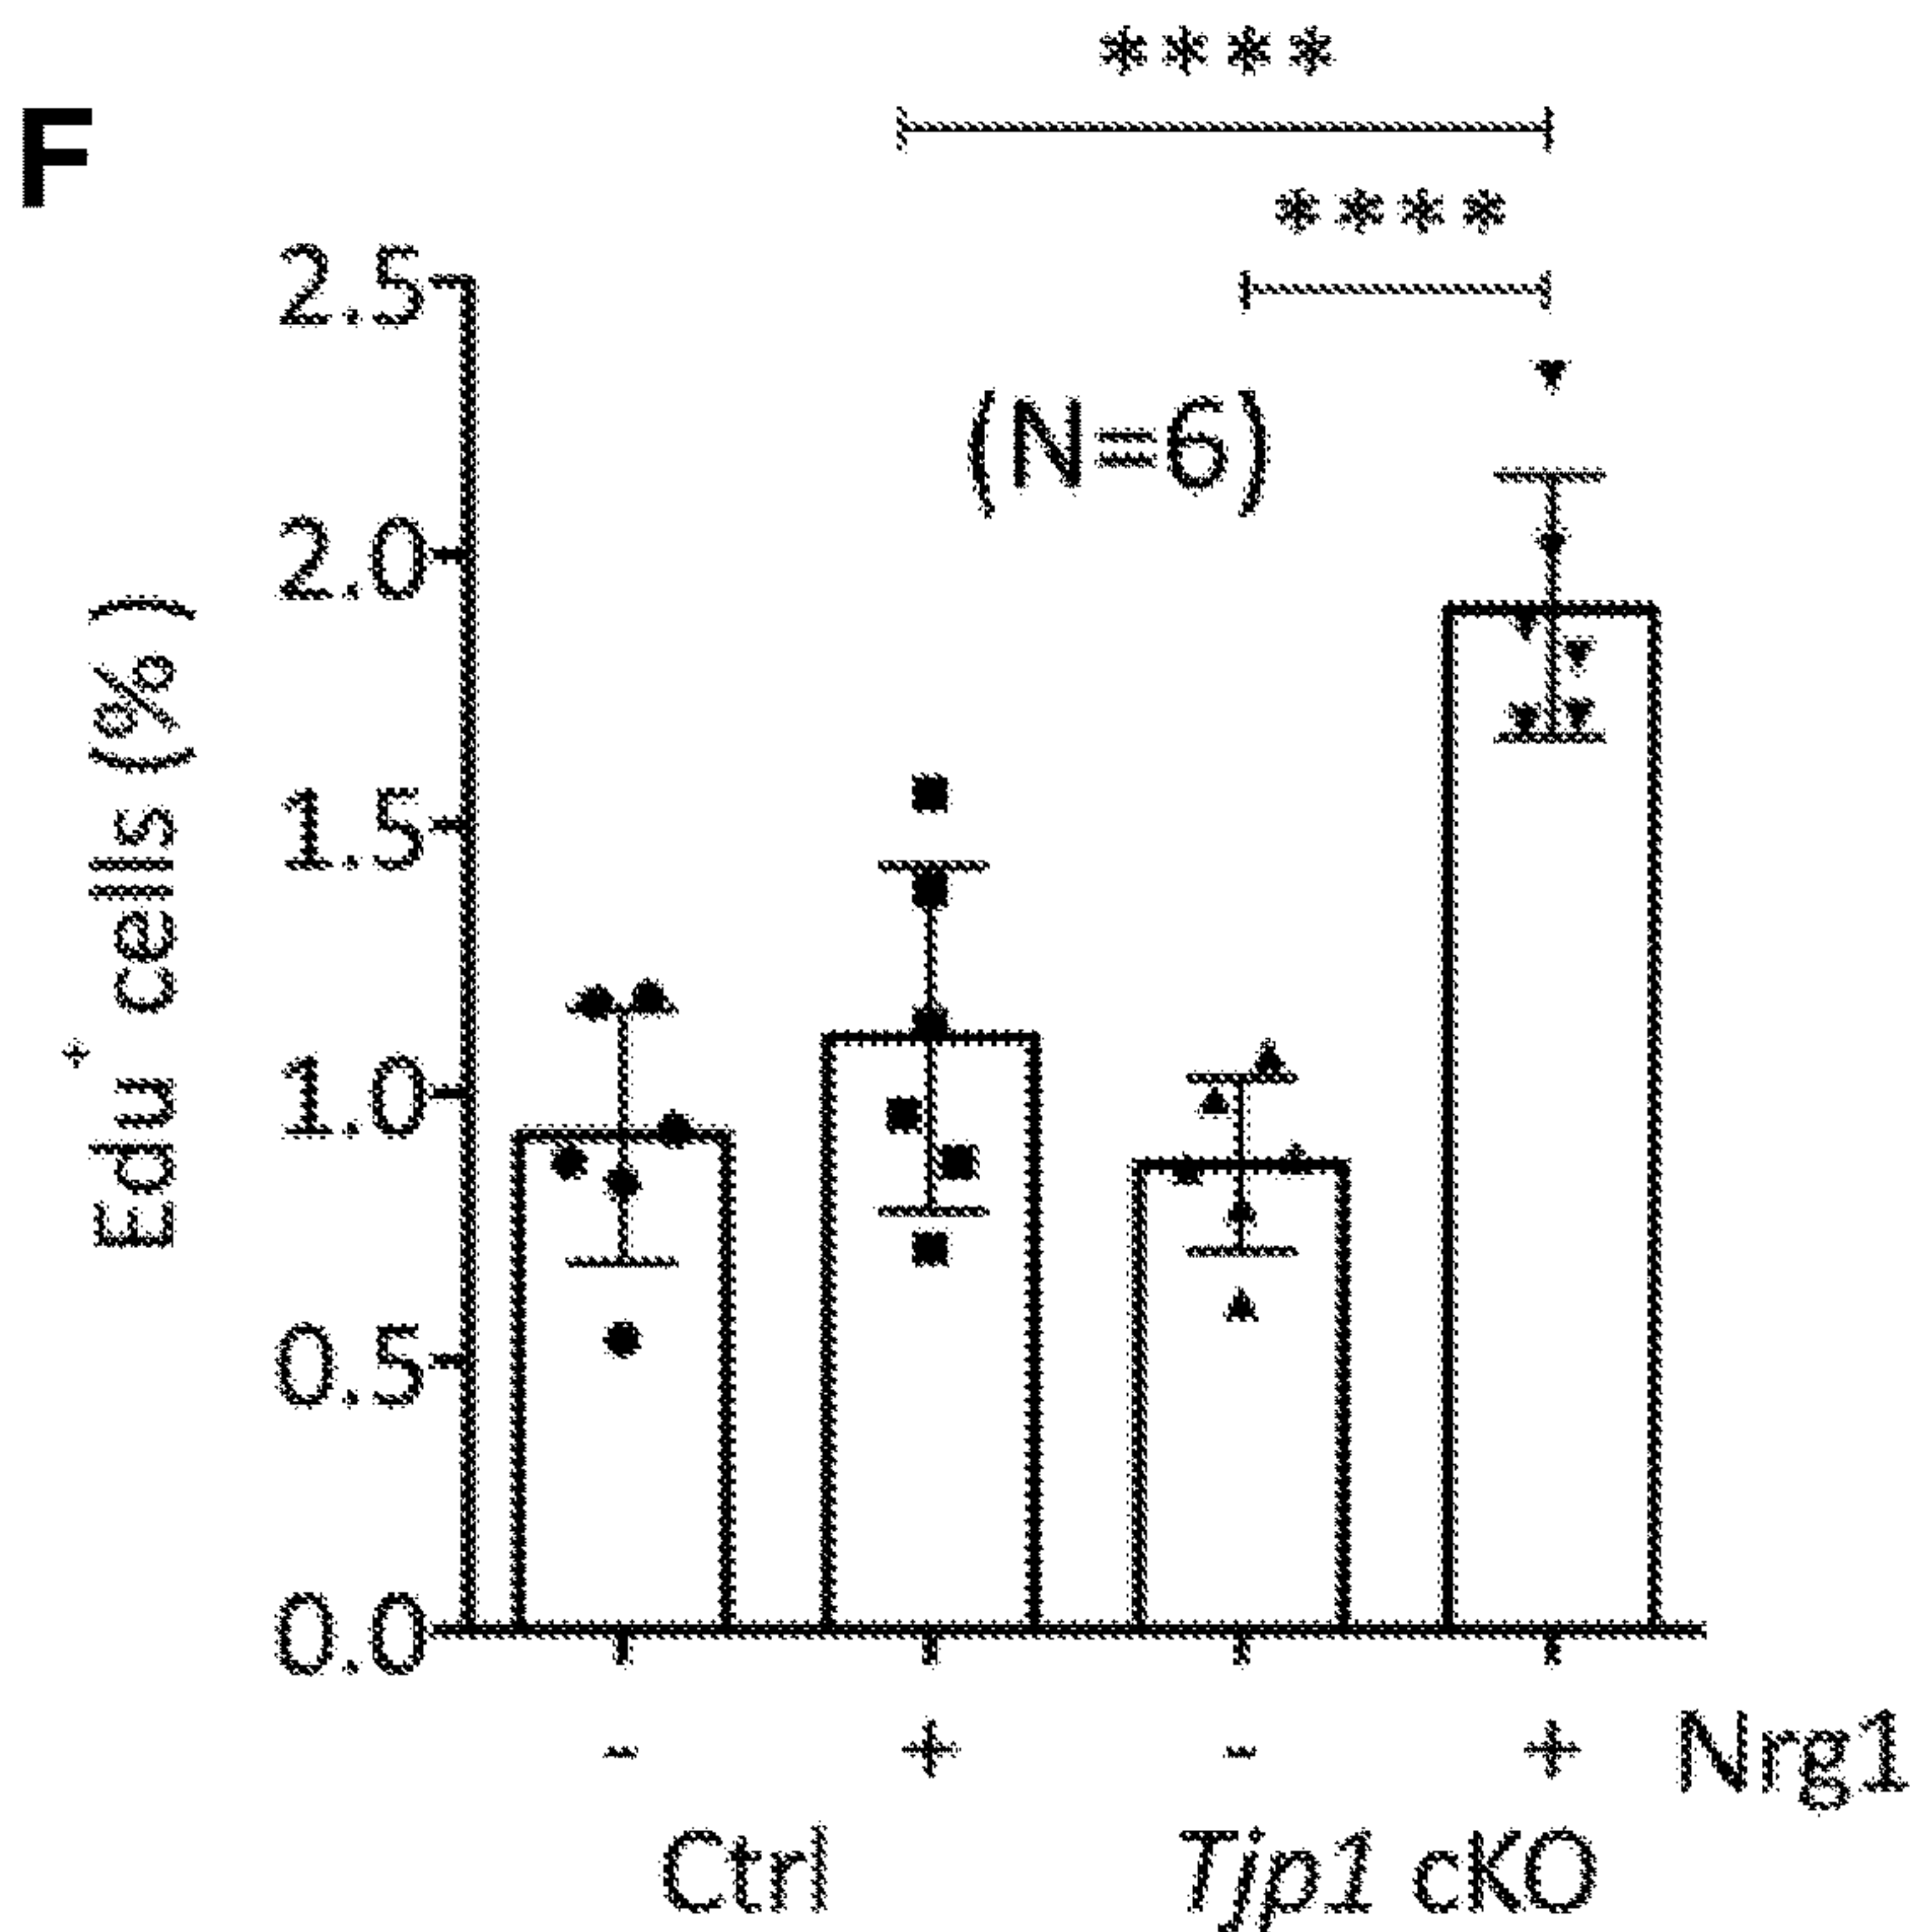 F
****
****
(N=6)
Edu+ cells (%)
2.5
2.0
1.5
1.0
0.5
0.0
- + - + Nrg1
Ctrl Tjp1 cKO